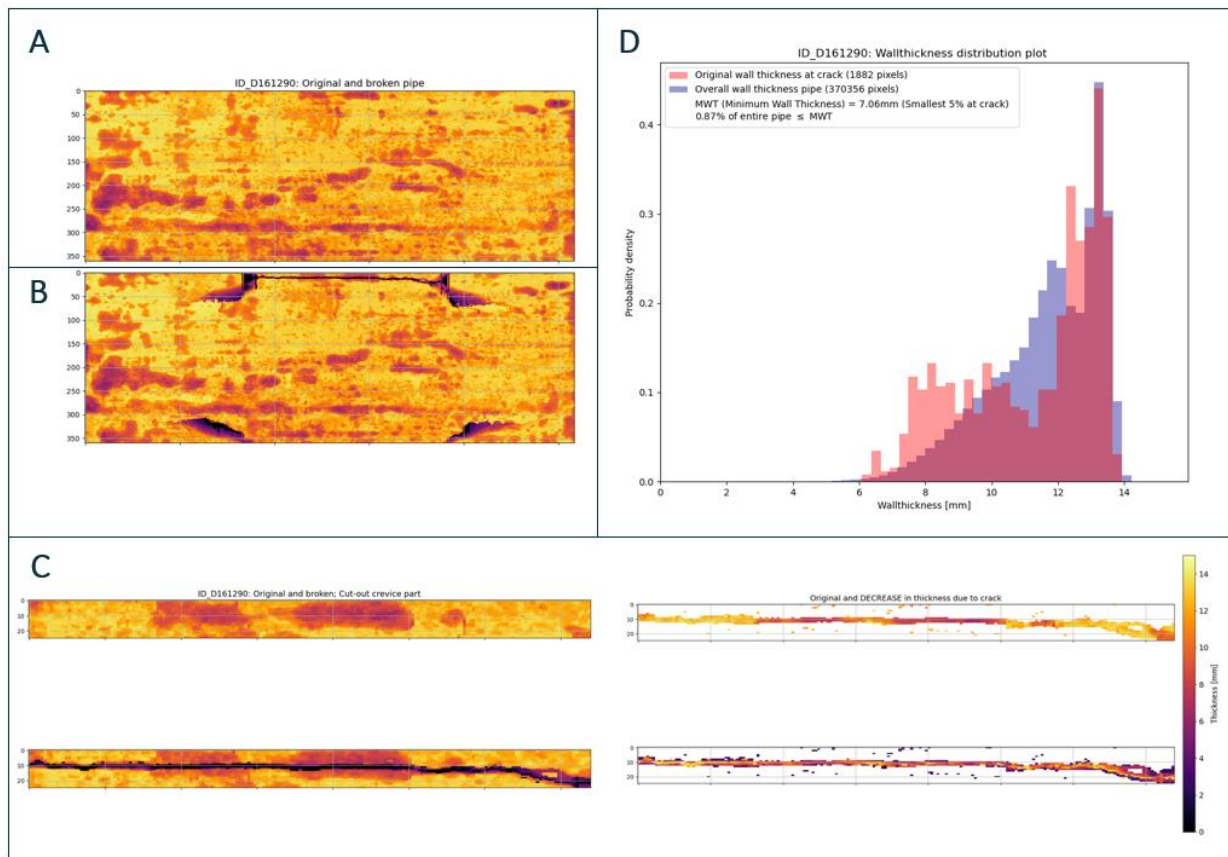 A
ID_D161290: Original and broken pipe
0
50
100
150
200
250
300
350
B
0
50
100
150
200
250
300
350
D
ID_D161290: Wallthickness distribution plot
Original wall thickness at crack (1882 pixels)
Overall wall thickness pipe (370356 pixels)
MWT (Minimum Wall Thickness) = 7.06mm (Smallest 5% at crack)
0.87% of entire pipe ≤ MWT
Probability density
0.4
0.3
0.2
0.1
0.0
0 2 4 6 8 10 12 14
Wallthickness [mm]
C
ID_D161290: Original and broken; Cut-out crevice part
0
10
20
0
10
20
Original and DECREASE in thickness due to crack
0
10
20
0
10
20
14
12
10
8
6
4
2
0
Thickness [mm]